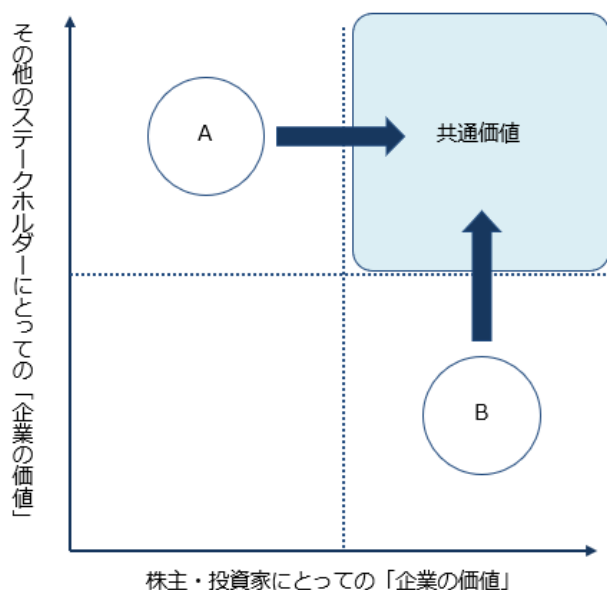 その他のステークホルダーにとっての「企業の価値」
A
共通価値
B
株主・投資家にとっての「企業の価値」